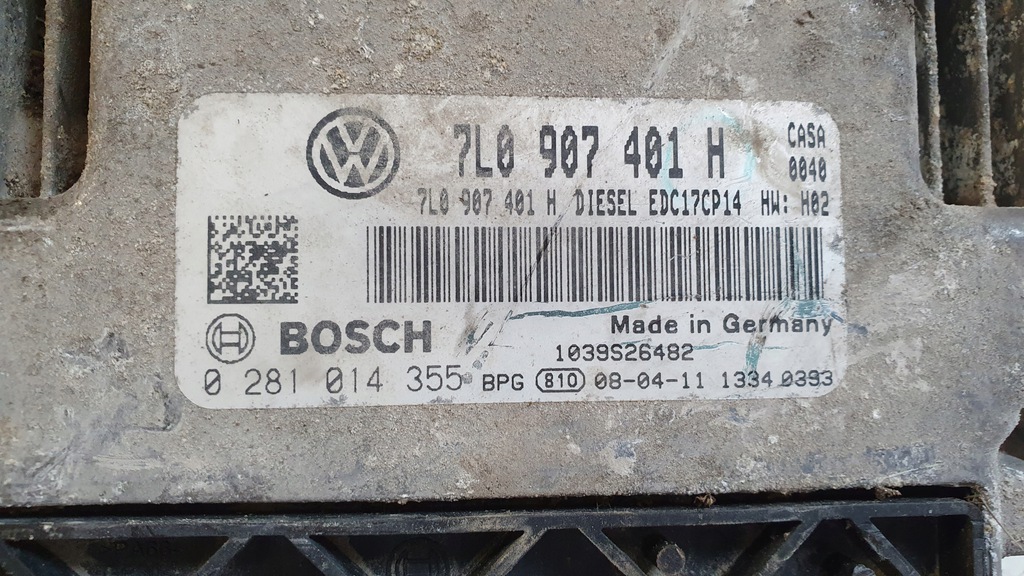 7L0 907 401 H
CASA
0040
7L0 907 401 H DIESEL EDC17CP14 HW: H02
BOSCH
Made in Germany
1039S26482
0 281 014 355 BPG 810 08-04-11 1334 0393